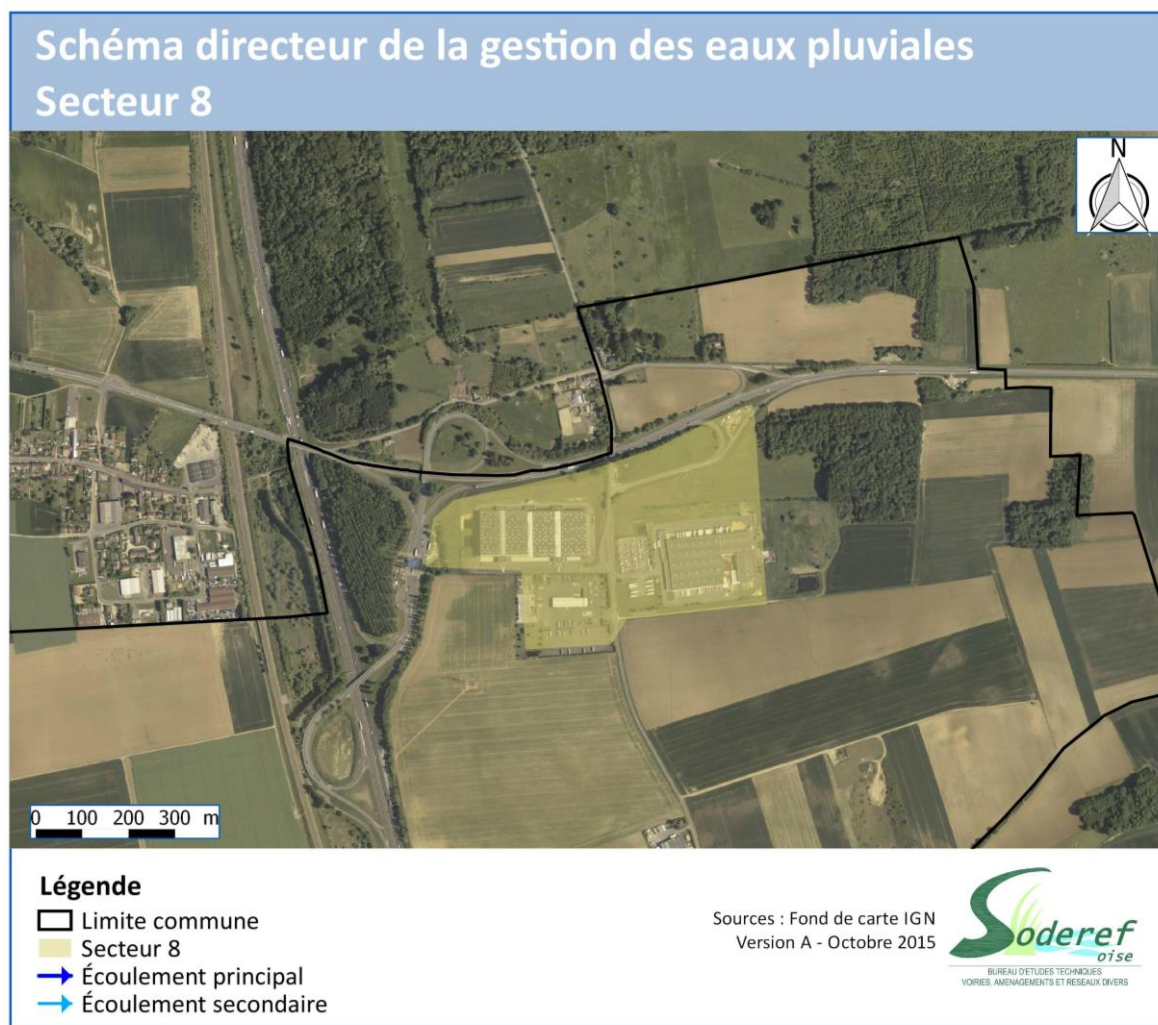 Schéma directeur de la gestion des eaux pluviales
Secteur 8
N
0 100 200 300 m
Légende
Limite commune
Secteur 8
Écoulement principal
Écoulement secondaire
Sources : Fond de carte IGN
Version A - Octobre 2015
Soderef
oise
BUREAU D'ETUDES TECHNIQUES
VOIRIES, AMENAGEMENTS ET RESEAUX DIVERS